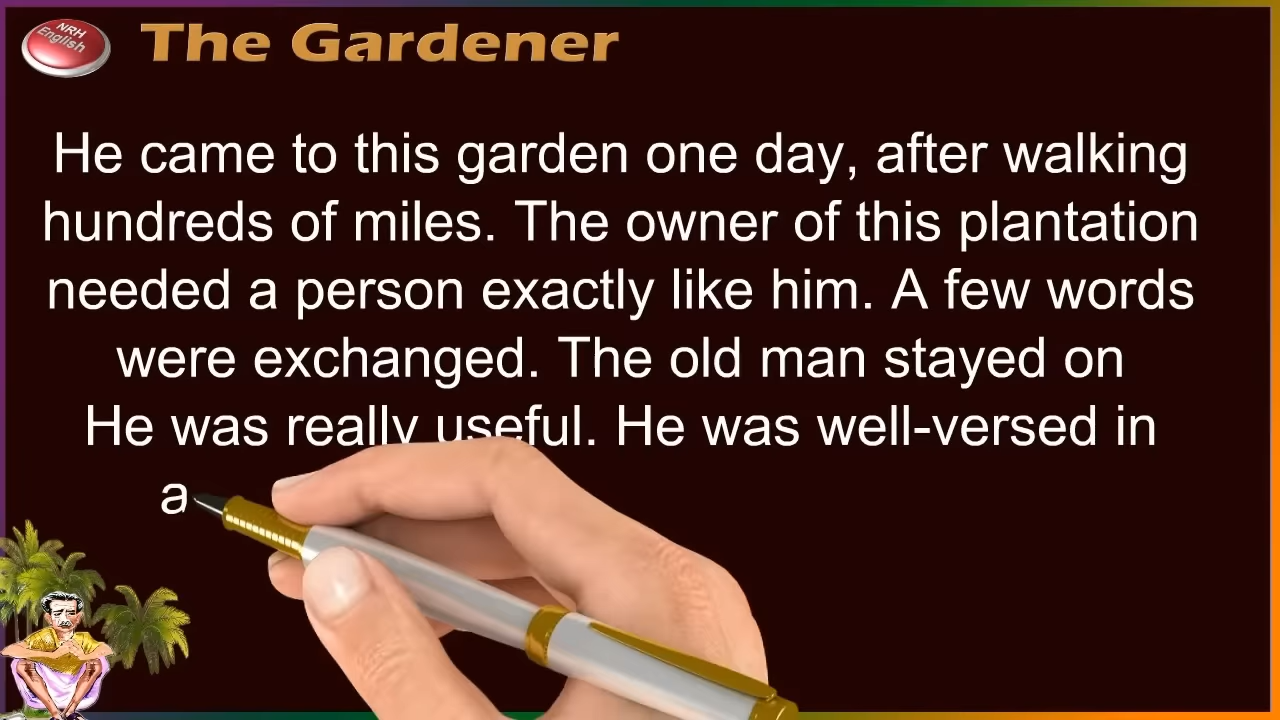 NRH
English
The Gardener
He came to this garden one day, after walking
hundreds of miles. The owner of this plantation
needed a person exactly like him. A few words
were exchanged. The old man stayed on
He was really useful. He was well-versed in
a